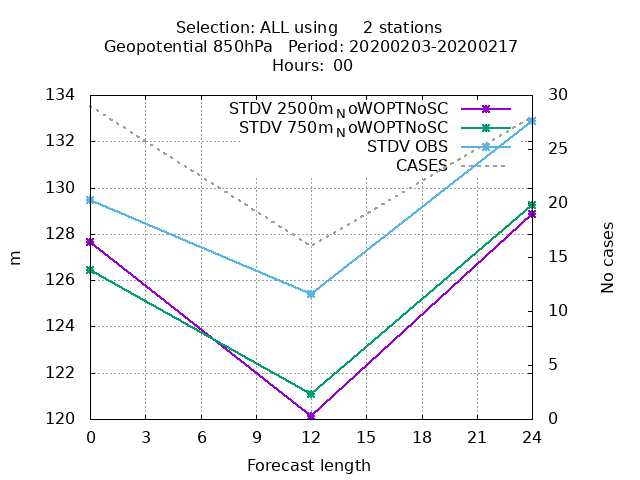 Selection: ALL using     2 stations
Geopotential 850hPa   Period: 20200203-20200217
Hours:  00
STDV 2500m_NoWOPTNoSC
STDV 750m_NoWOPTNoSC
STDV OBS
CASES
134
132
130
128
126
124
122
120
m
30
25
20
15
10
5
0
No cases
0 3 6 9 12 15 18 21 24
Forecast length